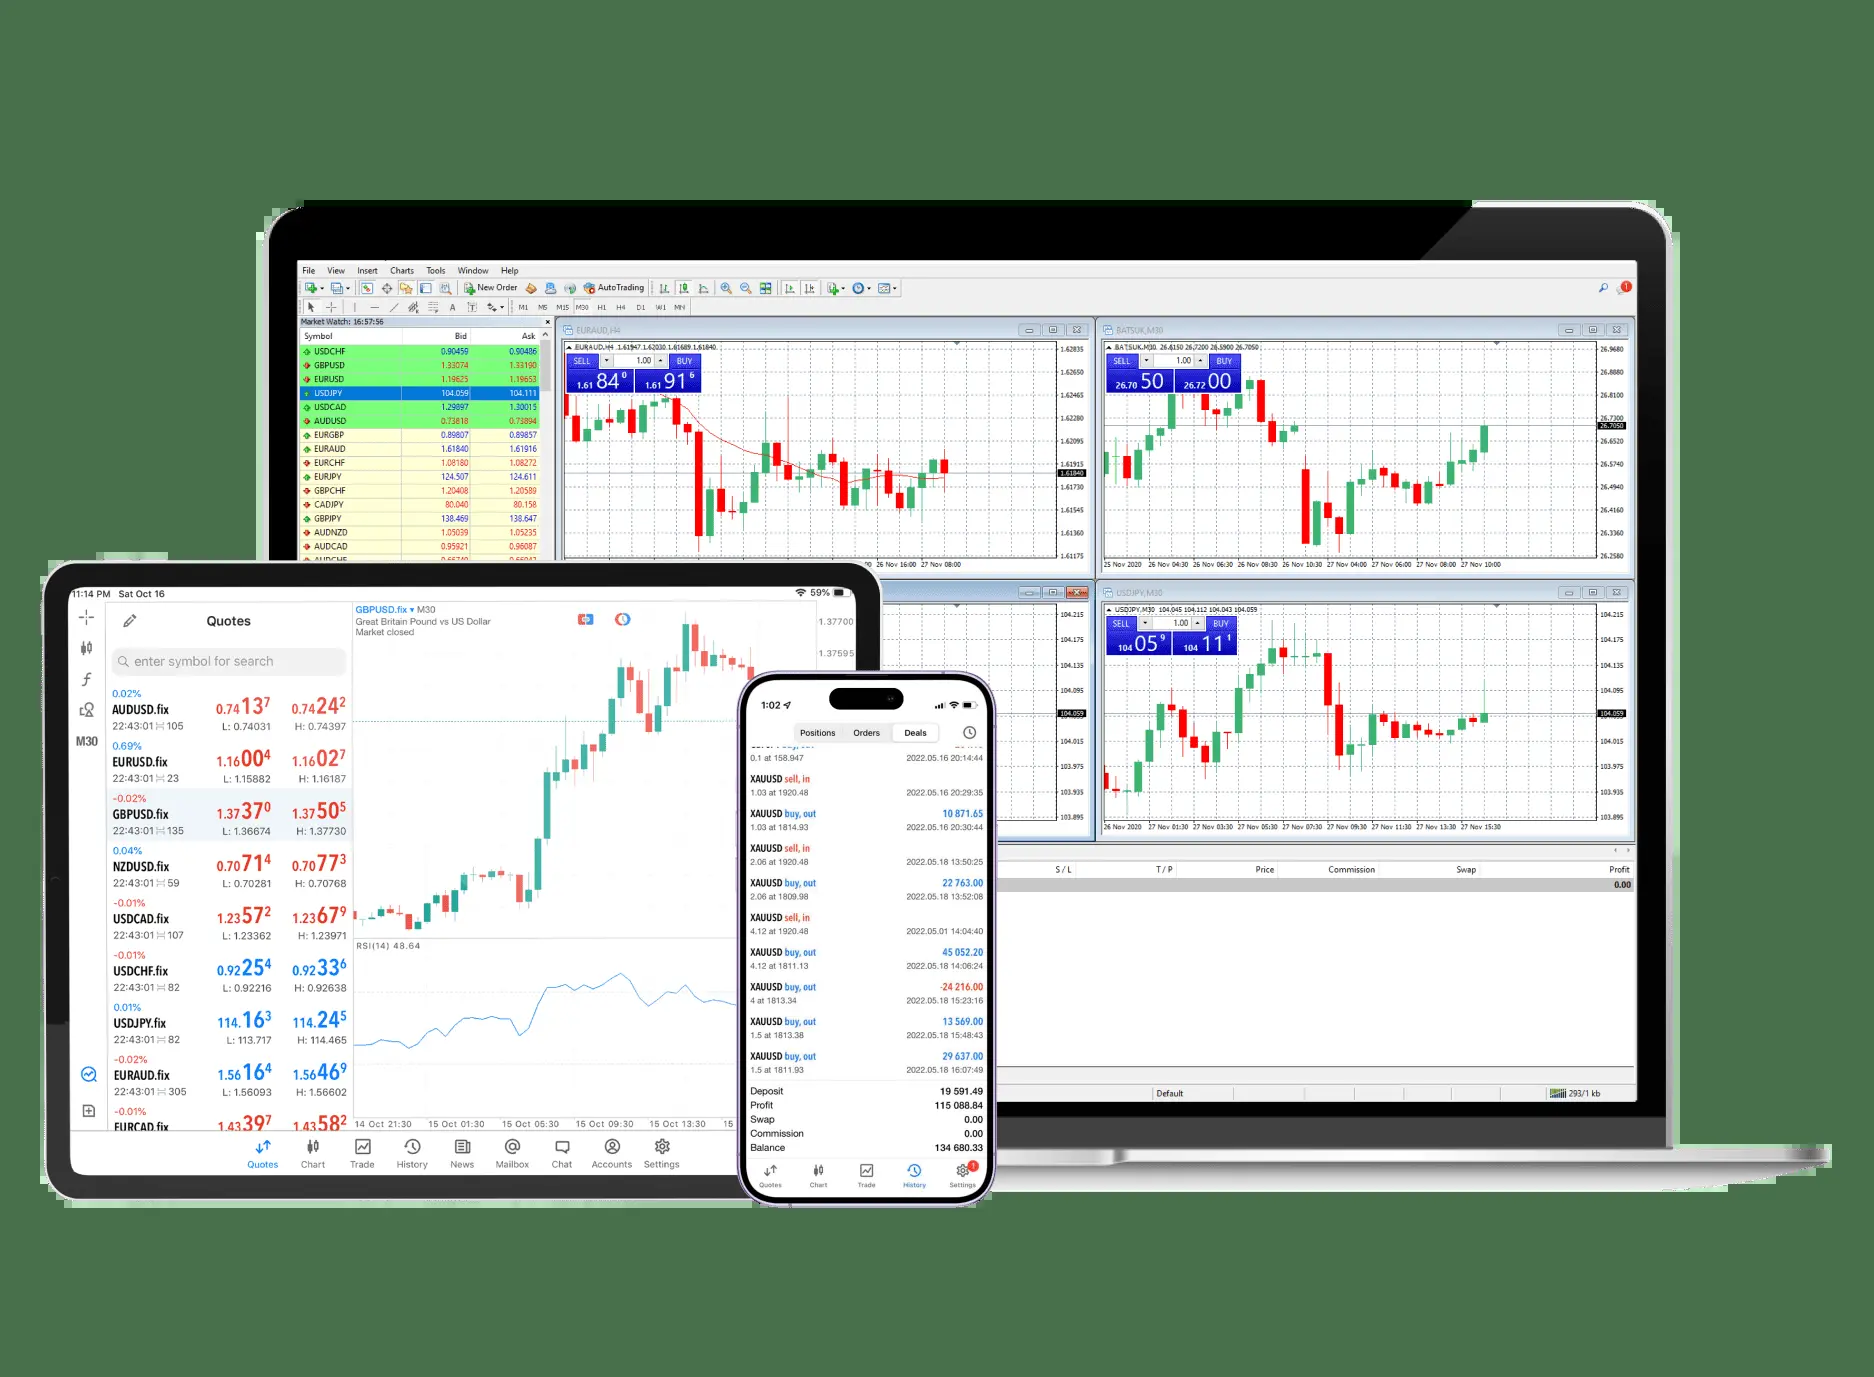 File View Insert Charts Tools Window Help
New Order AutoTrading
A T M1 M5 M15 M30 H1 H4 D1 W1 MN
1
Market Watch: 16:57:56
Symbol Bid Ask
USDCHF 0.90459 0.90486
GBPUSD 1.33074 1.33190
EURUSD 1.19625 1.19653
USDJPY 104.059 104.111
USDCAD 1.29897 1.30015
AUDUSD 0.73818 0.73894
EURGBP 0.89807 0.89857
EURAUD 1.61840 1.61916
EURCHF 1.08180 1.08272
EURJPY 124.507 124.611
GBPCHF 1.20408 1.20589
CADJPY 80.040 80.158
GBPJPY 138.469 138.647
AUDNZD 1.05039 1.05235
AUDCAD 0.95921 0.96087
EURAUD,H4
EURAUD,H4 1.61947 1.62030 1.61689 1.61840
SELL 1.00 BUY
1.61 84 0 1.61 91 6
1.62835
1.62650
1.62465
1.62280
1.62095
1.61915
1.61840
1.61730
1.61545
1.61360
1.61175
26 Nov 16:00 27 Nov 08:00
BATSUK,M30
BATSUK,M30 26.6150 26.7200 26.5900 26.7050
SELL 1.00 BUY
26.70 50 26.72 00
26.9680
26.8880
26.8100
26.7300
26.7050
26.6520
26.5740
26.4940
26.4160
26.3360
26.2580
25 Nov 2020 26 Nov 04:30 26 Nov 06:30 26 Nov 08:30 26 Nov 10:30 27 Nov 04:00 27 Nov 06:00 27 Nov 08:00 27 Nov 10:00
104.215
104.135
104.095
104.059
104.015
103.975
103.935
103.895
USDJPY,M30
USDJPY,M30 104.045 104.112 104.043 104.059
SELL 1.00 BUY
104 05 9 104 11 1
104.215
104.175
104.135
104.095
104.059
104.015
103.975
103.935
103.895
26 Nov 2020 27 Nov 01:30 27 Nov 03:30 27 Nov 05:30 27 Nov 07:30 27 Nov 09:30 27 Nov 11:30 27 Nov 13:30 27 Nov 15:30
S / L T / P Price Commission Swap Profit
0.00
Default 293/1 kb
11:14 PM Sat Oct 16 59%
Quotes
enter symbol for search
M30
0.02%
AUDUSD.fix 0.74137 0.74242
22:43:01 105 L: 0.74031 H: 0.74397
0.69%
EURUSD.fix 1.16004 1.16027
22:43:01 23 L: 1.15882 H: 1.16187
-0.02%
GBPUSD.fix 1.37370 1.37505
22:43:01 135 L: 1.36674 H: 1.37730
0.04%
NZDUSD.fix 0.70714 0.70773
22:43:01 59 L: 0.70281 H: 0.70768
-0.01%
USDCAD.fix 1.23572 1.23679
22:43:01 107 L: 1.23362 H: 1.23971
-0.01%
USDCHF.fix 0.92254 0.92336
22:43:01 82 L: 0.92216 H: 0.92638
0.01%
USDJPY.fix 114.163 114.245
22:43:01 82 L: 113.717 H: 114.465
-0.02%
EURAUD.fix 1.56164 1.56469
22:43:01 305 L: 1.56093 H: 1.56602
-0.01%
EURCAD.fix 1.43397 1.43582
GBPUSD.fix M30
Great Britain Pound vs US Dollar
Market closed
1.37700
1.37595
RSI(14) 48.64
14 Oct 21:30 15 Oct 01:30 15 Oct 05:30 15 Oct 09:30 15 Oct 13:30 15
Quotes Chart Trade History News Mailbox Chat Accounts Settings
1:02
Positions Orders Deals
0.1 at 158.947 2022.05.16 20:14:44
XAUUSD sell, in
1.03 at 1920.48 2022.05.16 20:29:35
XAUUSD buy, out 10 871.65
1.03 at 1814.93 2022.05.16 20:30:44
XAUUSD sell, in
2.06 at 1920.48 2022.05.18 13:50:25
XAUUSD buy, out 22 763.00
2.06 at 1809.98 2022.05.18 13:52:08
XAUUSD sell, in
4.12 at 1920.48 2022.05.01 14:04:40
XAUUSD buy, out 45 052.20
4.12 at 1811.13 2022.05.18 14:06:24
XAUUSD buy, out -24 216.00
4 at 1813.34 2022.05.18 15:23:16
XAUUSD buy, out 13 569.00
1.5 at 1813.38 2022.05.18 15:48:43
XAUUSD buy, out 29 637.00
1.5 at 1811.93 2022.05.18 16:07:49
Deposit 19 591.49
Profit 115 088.84
Swap 0.00
Commission 0.00
Balance 134 680.33
Quotes Chart Trade History Settings
1